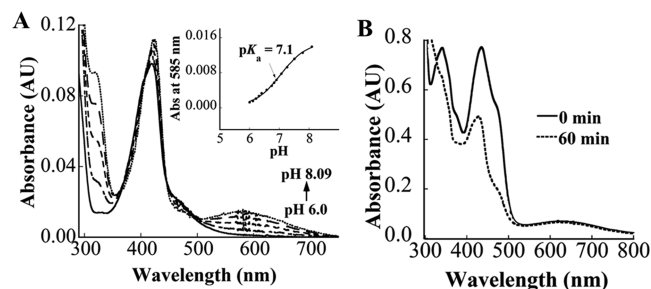 A
B
0.12
0.08
0.04
0.00
Absorbance (AU)
300 400 500 600 700
Wavelength (nm)
0.016
0.008
0.000
Abs at 585 nm
pKa = 7.1
5 6 7 8 9
pH
pH 8.09
pH 6.0
0.8
0.6
0.4
0.2
0.0
Absorbance (AU)
0 min
60 min
300 400 500 600 700 800
Wavelength (nm)